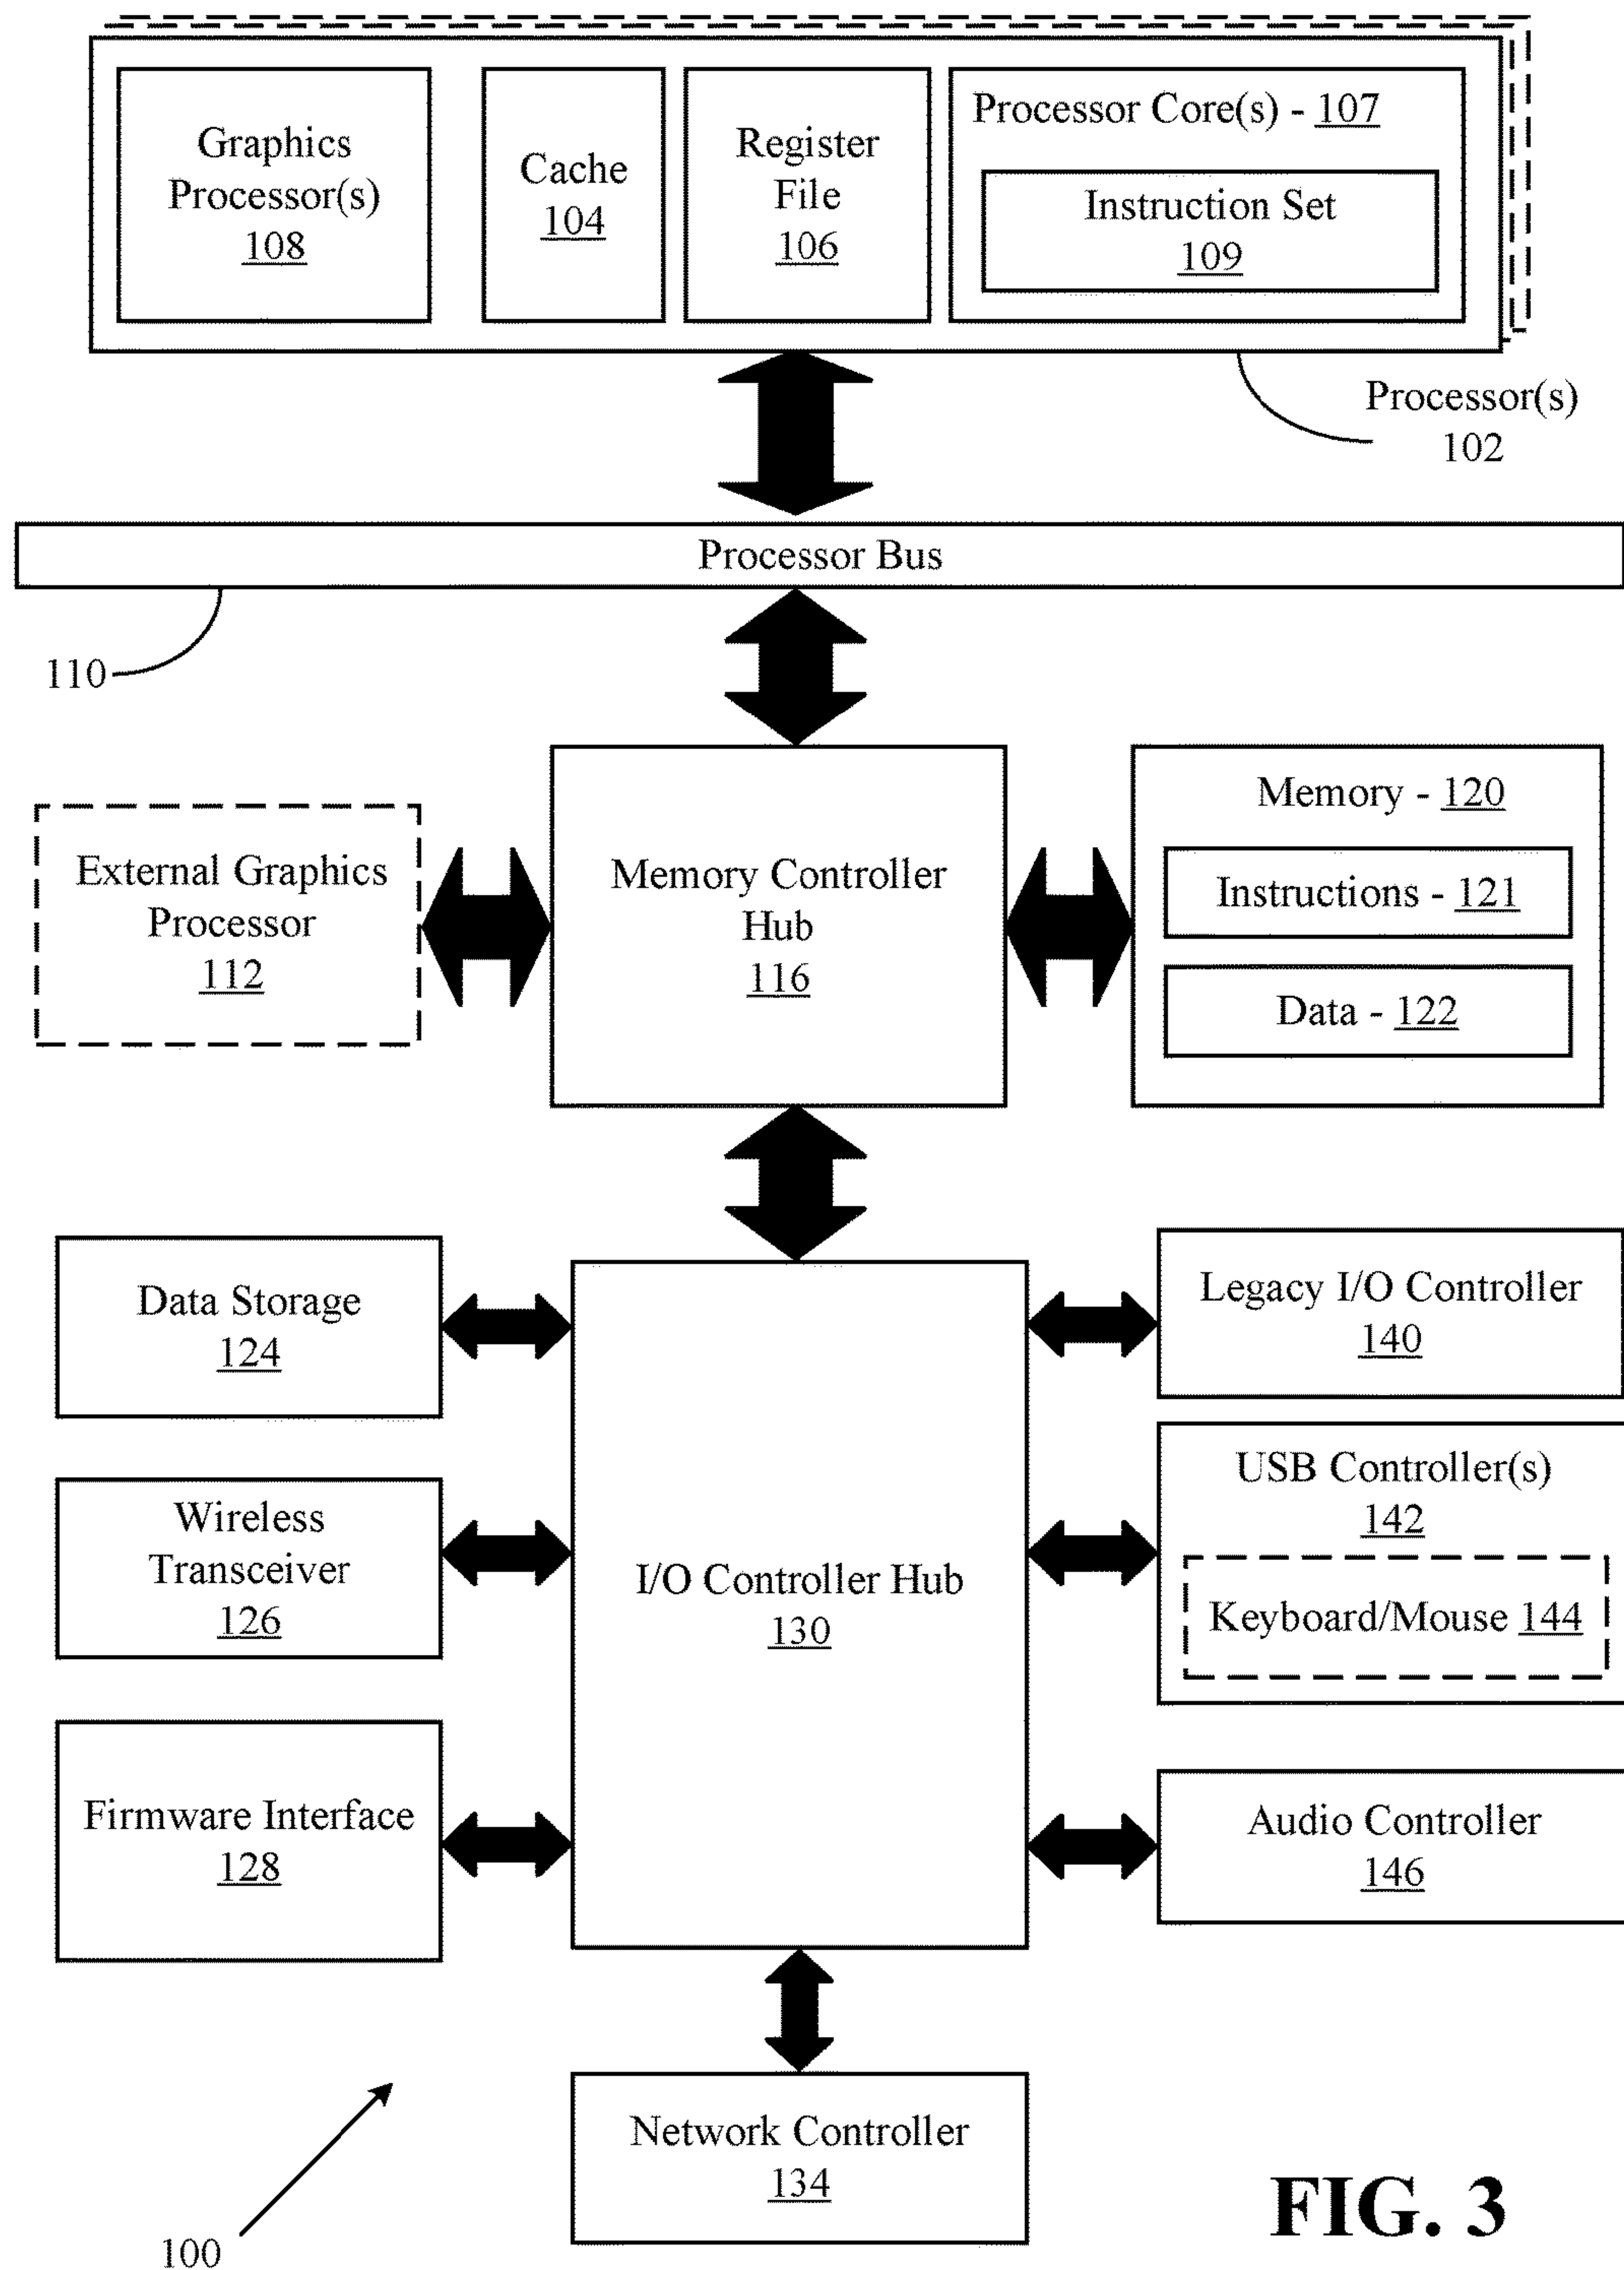 Graphics
Processor(s)
108
Cache
104
Register
File
106
Processor Core(s) - 107
Instruction Set
109
Processor(s)
102
Processor Bus
110
External Graphics
Processor
112
Memory Controller
Hub
116
Memory - 120
Instructions - 121
Data - 122
Data Storage
124
Wireless
Transceiver
126
Firmware Interface
128
I/O Controller Hub
130
Legacy I/O Controller
140
USB Controller(s)
142
Keyboard/Mouse 144
Audio Controller
146
Network Controller
134
100
FIG. 3